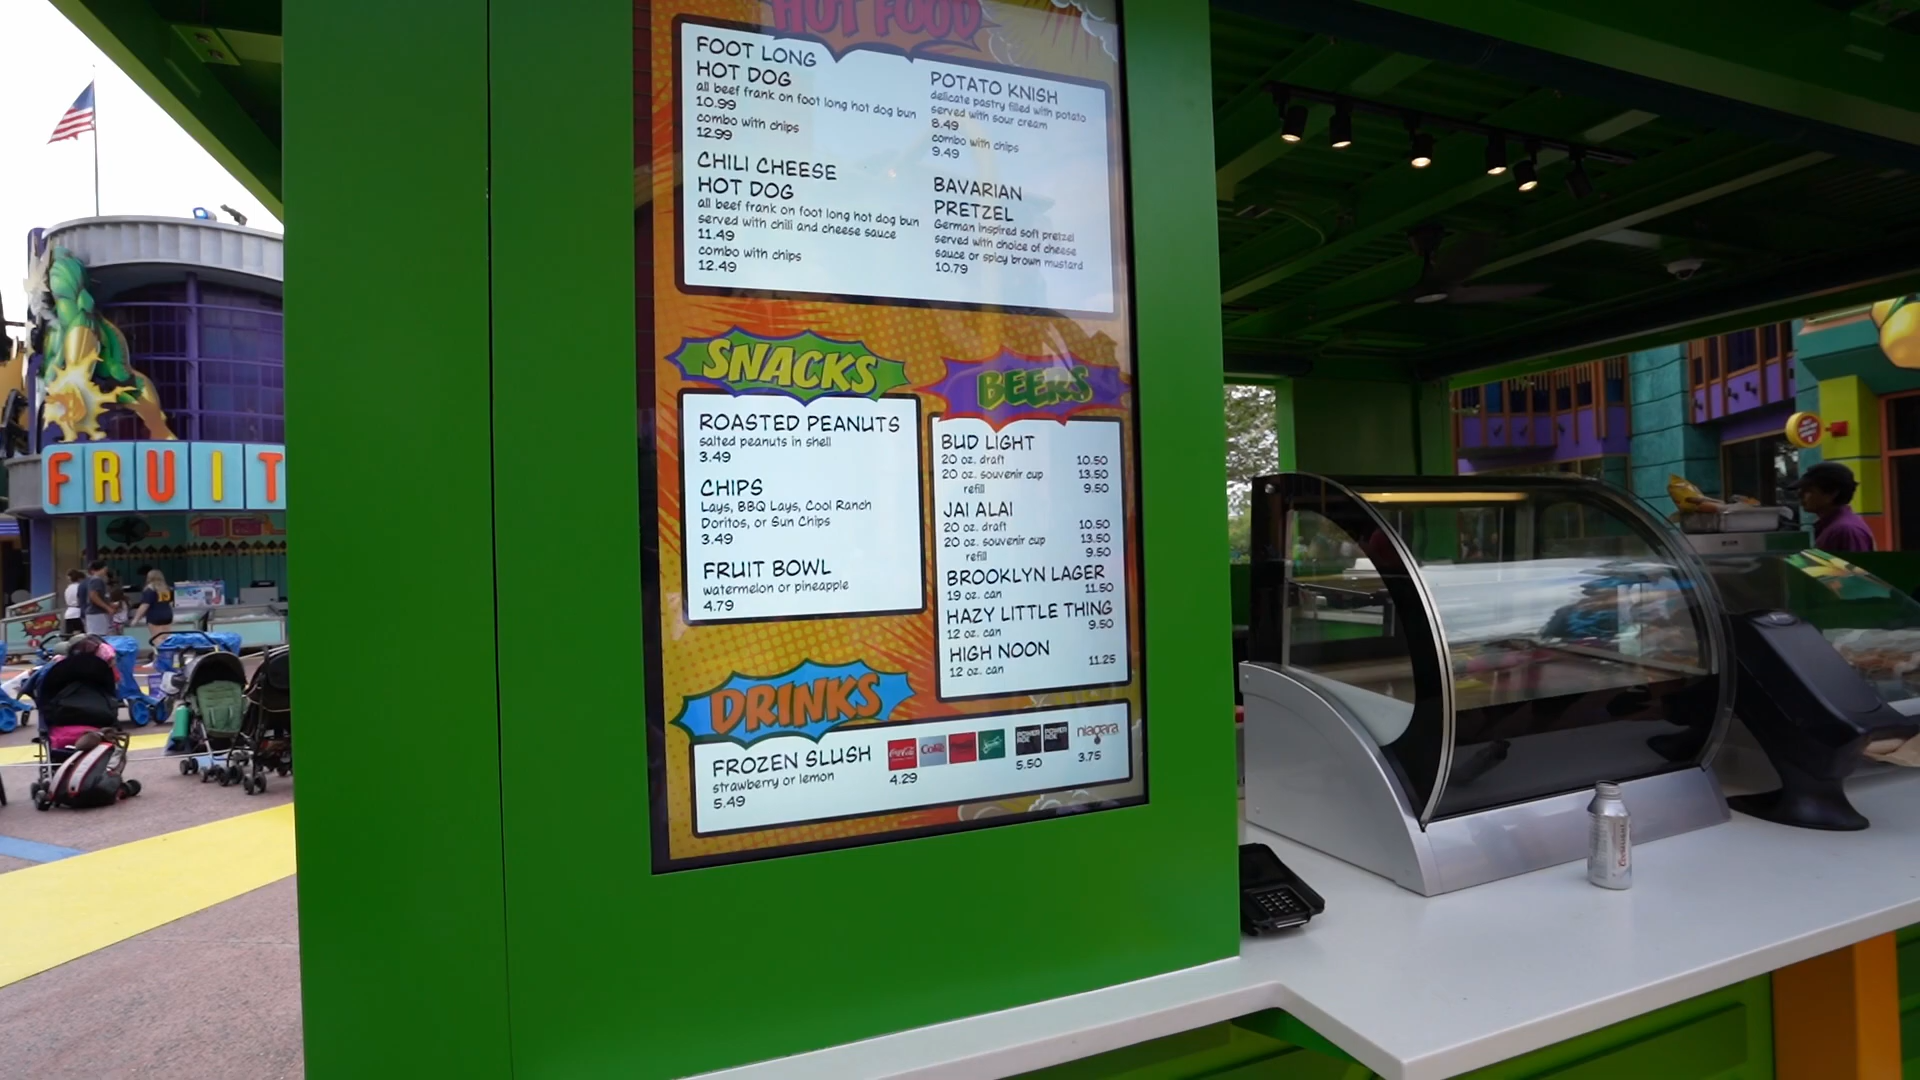 HOT FOOD
FOOT LONG
HOT DOG
all beef frank on foot long hot dog bun
10.99
combo with chips
12.99
CHILI CHEESE
HOT DOG
all beef frank on foot long hot dog bun
served with chili and cheese sauce
11.49
combo with chips
12.49
POTATO KNISH
delicate pastry filled with potato
served with sour cream
8.49
combo with chips
9.49
BAVARIAN
PRETZEL
German inspired soft pretzel
served with choice of cheese
sauce or spicy brown mustard
10.79
SNACKS
ROASTED PEANUTS
salted peanuts in shell
3.49
CHIPS
Lays, BBQ Lays, Cool Ranch
Doritos, or Sun Chips
3.49
FRUIT BOWL
watermelon or pineapple
4.79
BEERS
BUD LIGHT
20 oz. draft 10.50
20 oz. souvenir cup 13.50
refill 9.50
JAI ALAI
20 oz. draft 10.50
20 oz. souvenir cup 13.50
refill 9.50
BROOKLYN LAGER
19 oz. can 11.50
HAZY LITTLE THING
12 oz. can 9.50
HIGH NOON
12 oz. can 11.25
DRINKS
FROZEN SLUSH
strawberry or lemon
5.49
Coca-Cola
Coke
4.29
POWERADE
POWERADE
5.50
niagara
3.75
FRUIT